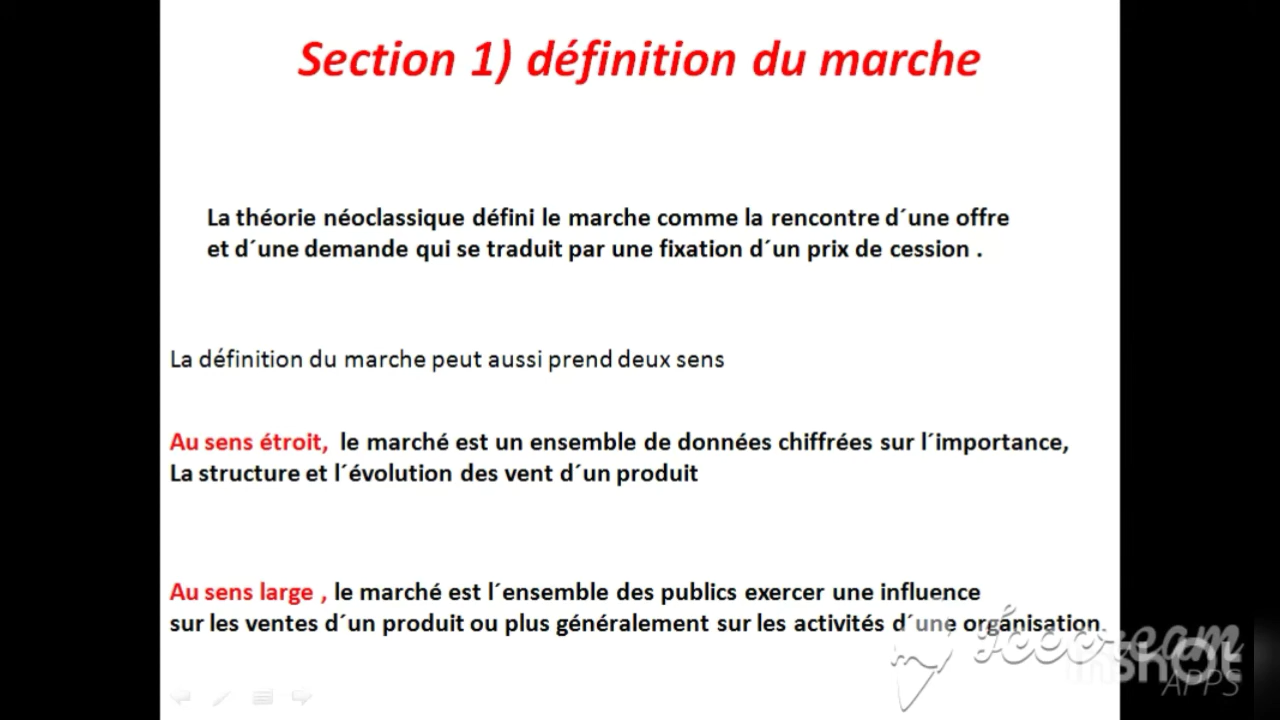 Section 1) définition du marche
La théorie néoclassique défini le marche comme la rencontre d´une offre
et d´une demande qui se traduit par une fixation d´un prix de cession .
La définition du marche peut aussi prend deux sens
Au sens étroit, le marché est un ensemble de données chiffrées sur l´importance,
La structure et l´évolution des vent d´un produit
Au sens large , le marché est l´ensemble des publics exercer une influence
sur les ventes d´un produit ou plus généralement sur les activités d´une organisation.
APPS